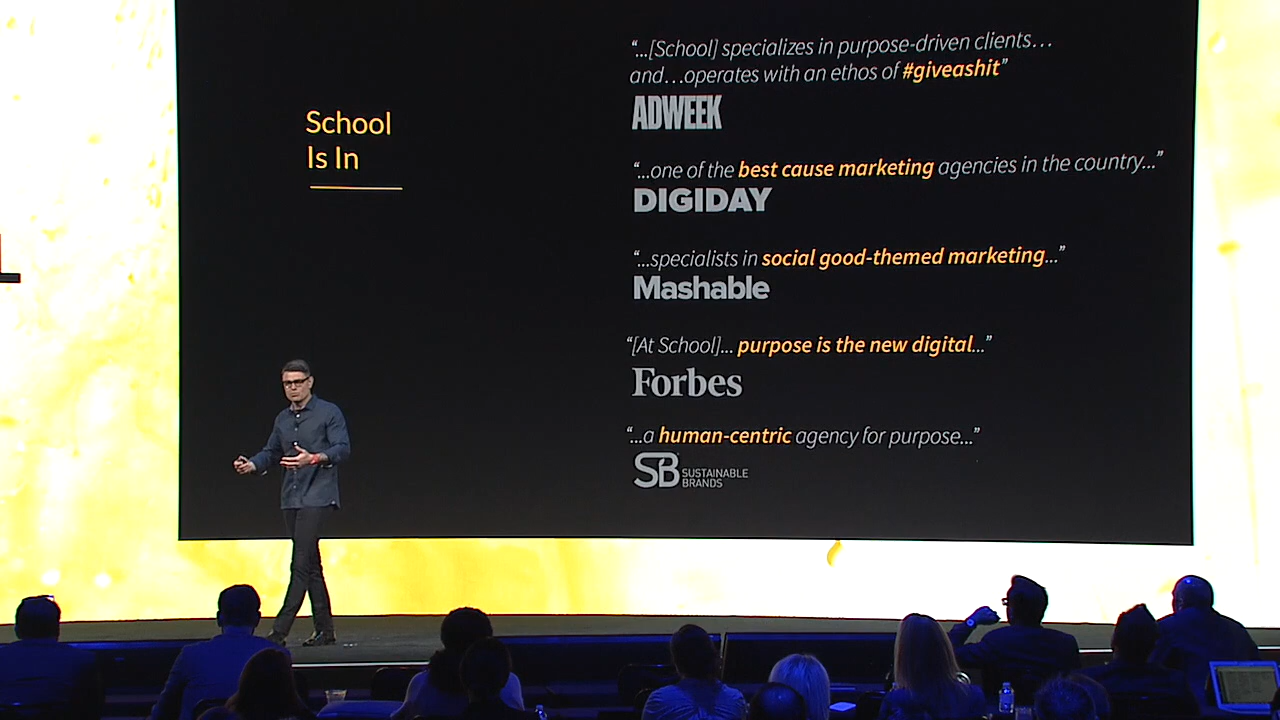 School
Is In
“...[School] specializes in purpose-driven clients…
and…operates with an ethos of #giveashit”
ADWEEK
“...one of the best cause marketing agencies in the country...”
DIGIDAY
“...specialists in social good-themed marketing...”
Mashable
“[At School]... purpose is the new digital...”
Forbes
“...a human-centric agency for purpose...”
SB SUSTAINABLE
BRANDS